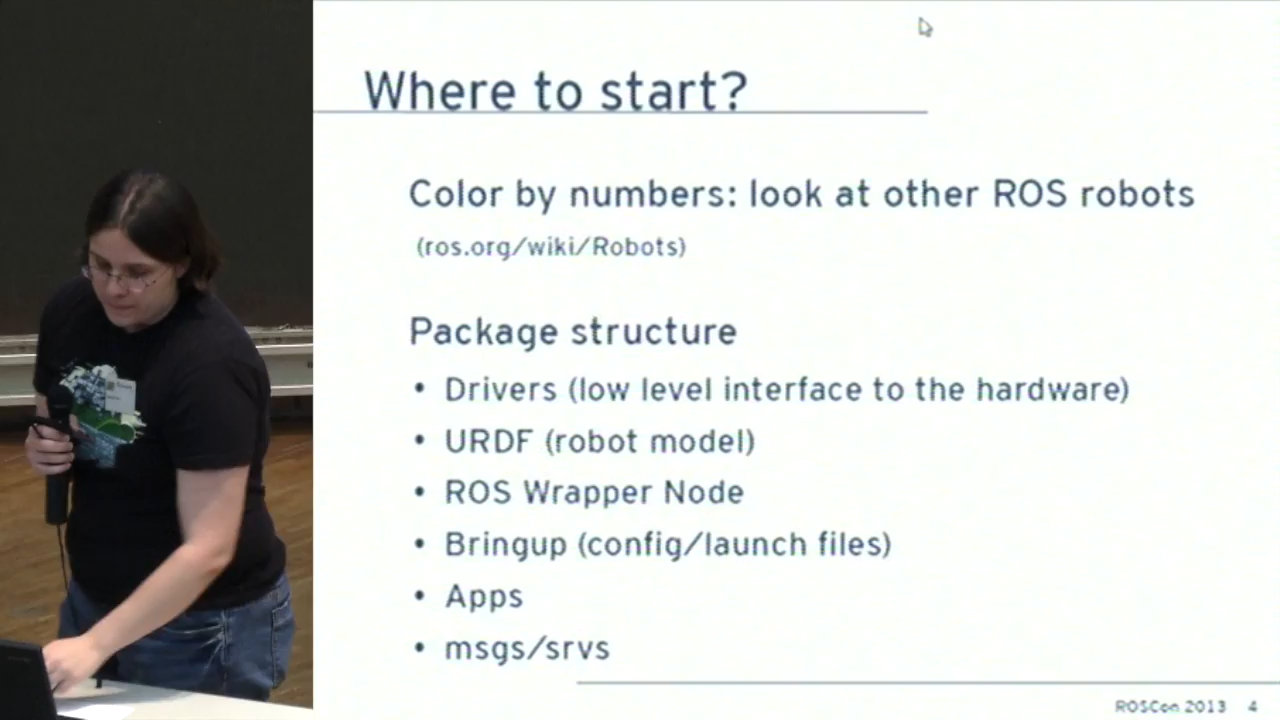 Where to start?
Color by numbers: look at other ROS robots
(ros.org/wiki/Robots)
Package structure
• Drivers (low level interface to the hardware)
• URDF (robot model)
• ROS Wrapper Node
• Bringup (config/launch files)
• Apps
• msgs/srvs
ROSCon 2013 4